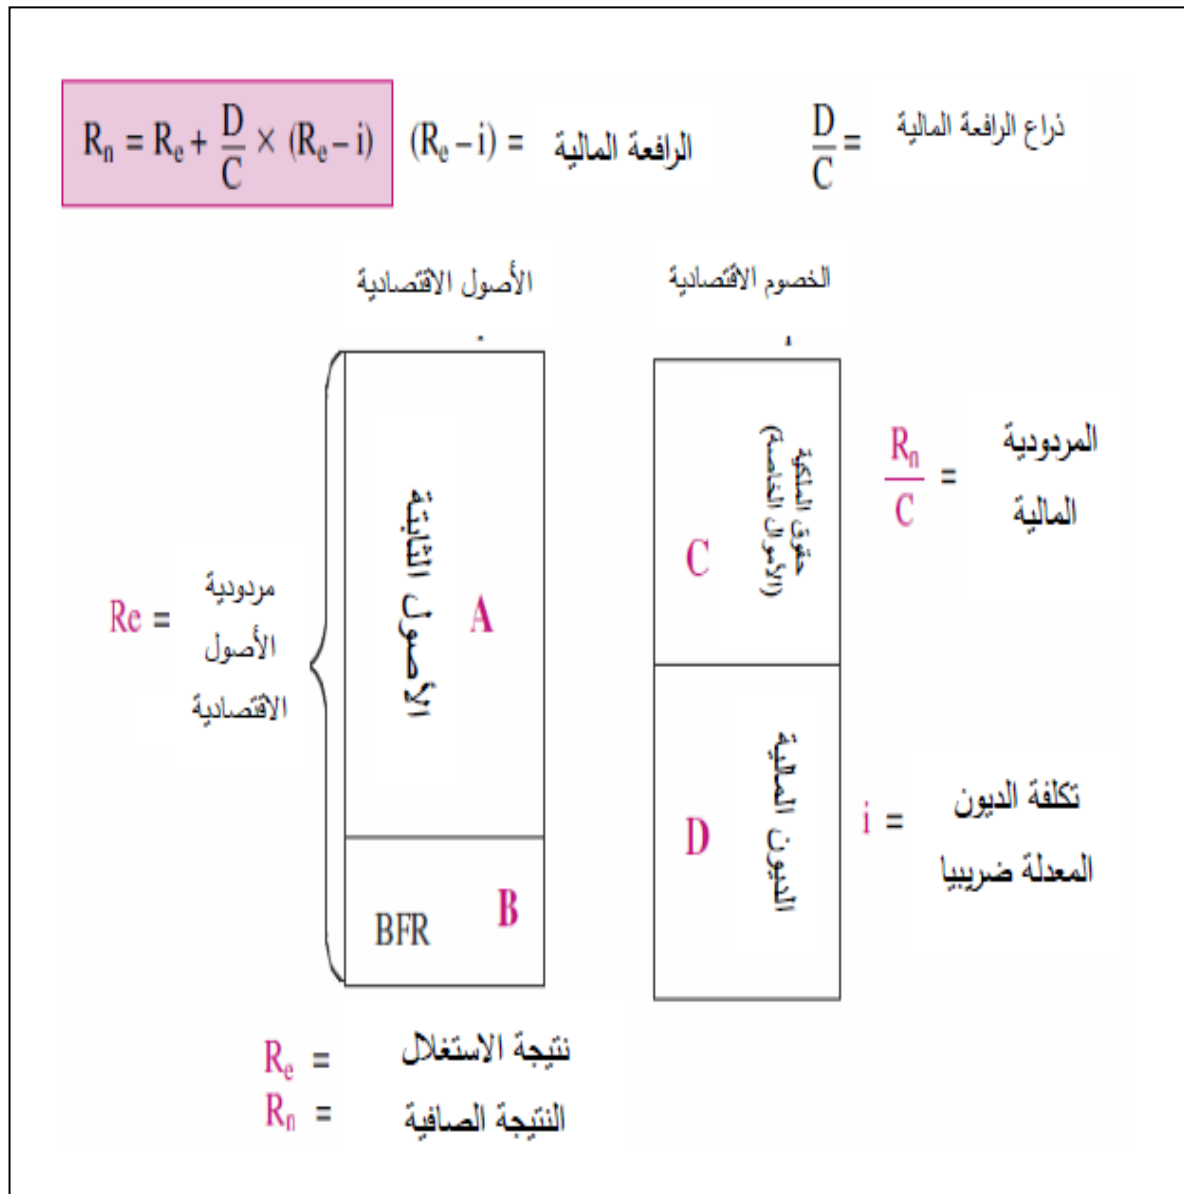 Rn = Re + D/C × (Re – i)
(Re – i) = الرافعة المالية
D/C = ذراع الرافعة المالية
الأصول الاقتصادية
الخصوم الاقتصادية
Re = مردودية
الأصول
الاقتصادية
الأصول الثابتة
A
BFR
B
حقوق الملكية
(الأموال الخاصة)
C
Rn/C = المردودية
المالية
الديون المالية
D
i = تكلفة الديون
المعدلة ضريبيا
Re = نتيجة الاستغلال
Rn = النتيجة الصافية